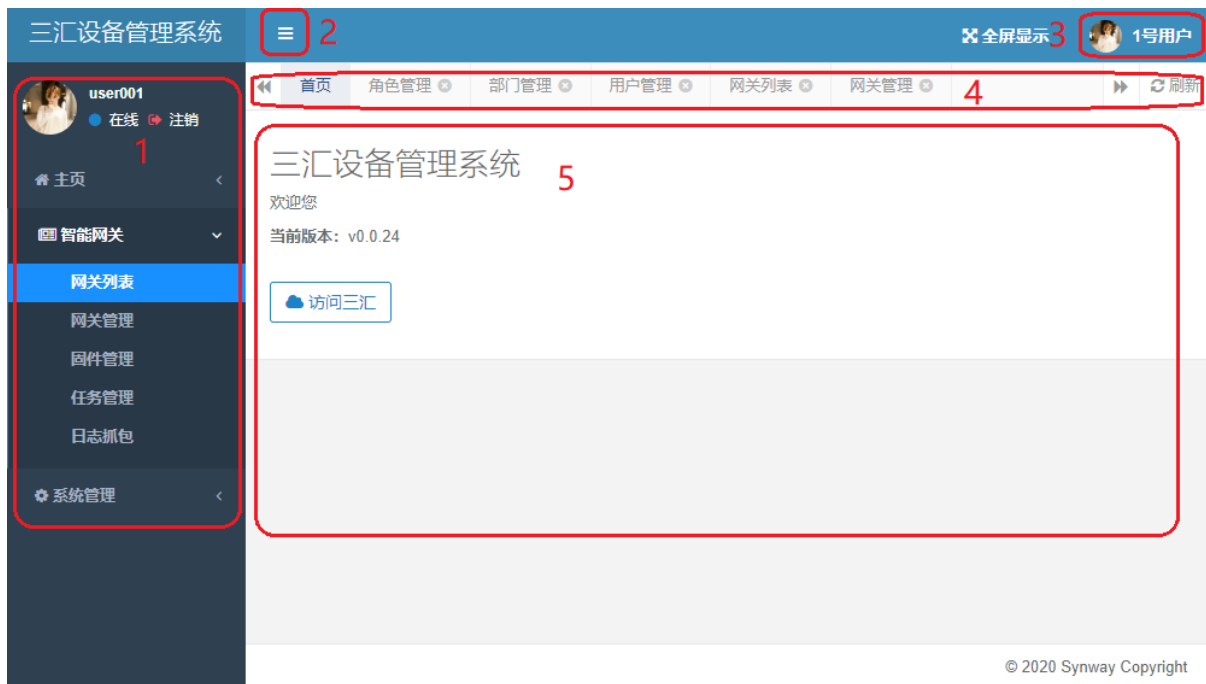 三汇设备管理系统
2
全屏显示
3
1号用户
user001
在线 注销
1
主页
智能网关
网关列表
网关管理
固件管理
任务管理
日志抓包
系统管理
首页 角色管理 部门管理 用户管理 网关列表 网关管理
4
刷新
三汇设备管理系统
5
欢迎您
当前版本：v0.0.24
访问三汇
© 2020 Synway Copyright